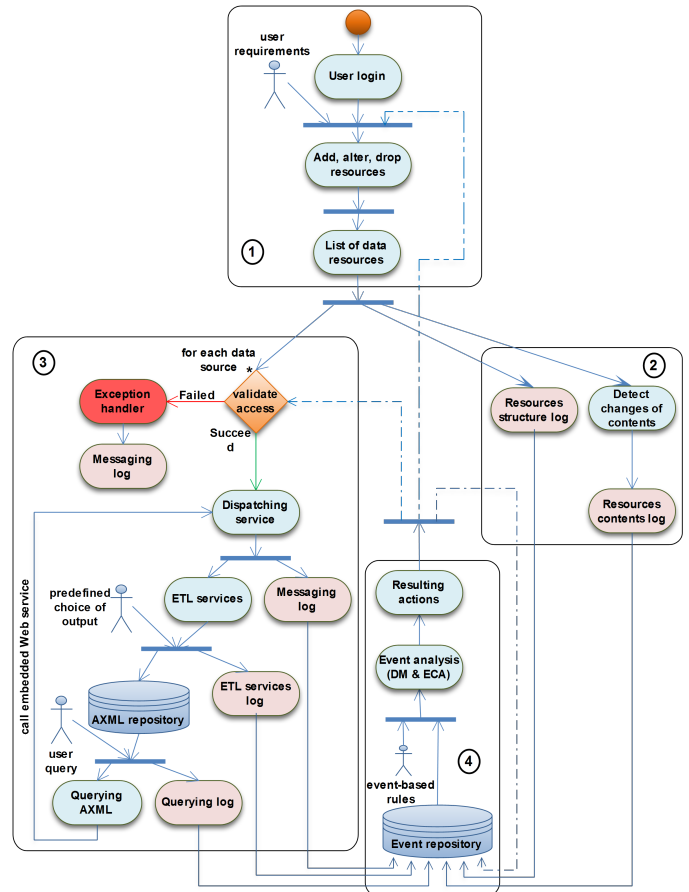 user
requirements
User login
Add, alter, drop
resources
List of data
resources
1
3
for each data
source
*
validate
access
Failed
Exception
handler
Succee
d
Messaging
log
2
Resources
structure log
Detect
changes of
contents
Resources
contents log
Dispatching
service
call embedded Web service
predefined
choice of
output
ETL services
Messaging
log
ETL services
log
AXML repository
user
query
Querying
AXML
Querying log
Resulting
actions
Event analysis
(DM & ECA)
4
event-based
rules
Event repository